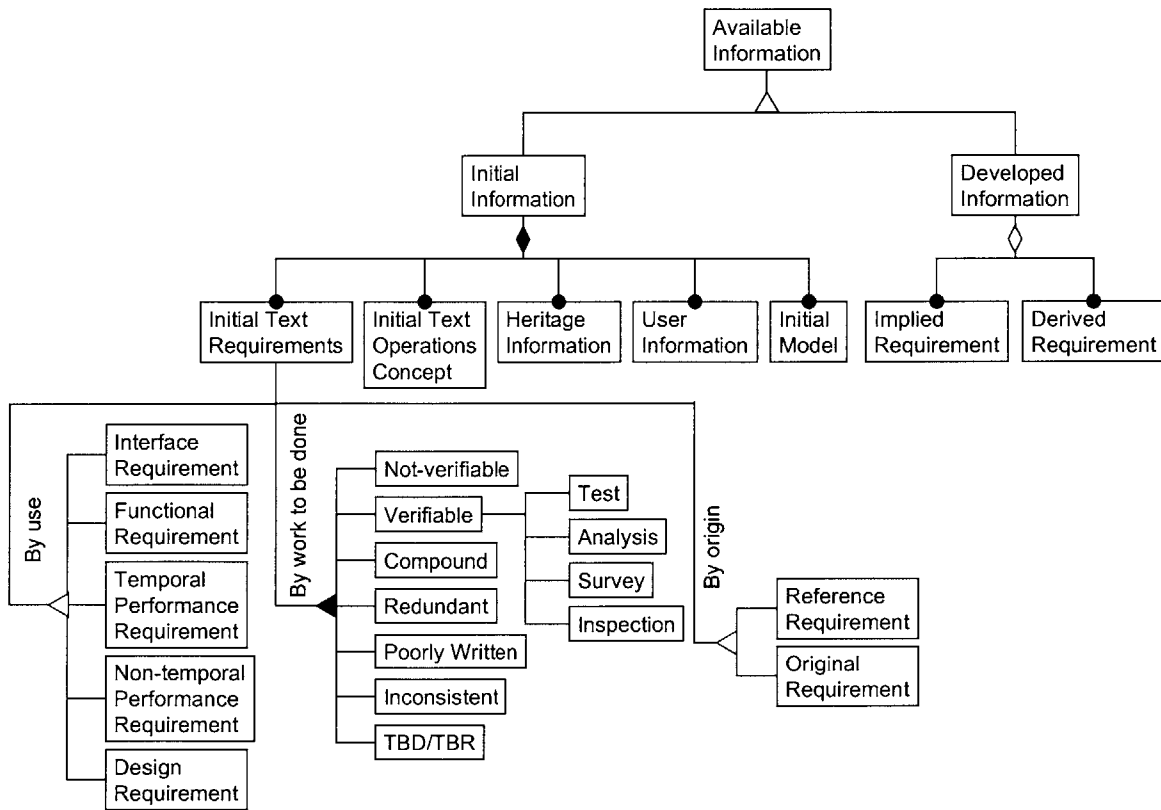 Available
Information
Initial
Information
Developed
Information
Initial Text
Requirements
Initial Text
Operations
Concept
Heritage
Information
User
Information
Initial
Model
Implied
Requirement
Derived
Requirement
By use
Interface
Requirement
Functional
Requirement
Temporal
Performance
Requirement
Non-temporal
Performance
Requirement
Design
Requirement
By work to be done
Not-verifiable
Verifiable
Compound
Redundant
Poorly Written
Inconsistent
TBD/TBR
Test
Analysis
Survey
Inspection
By origin
Reference
Requirement
Original
Requirement